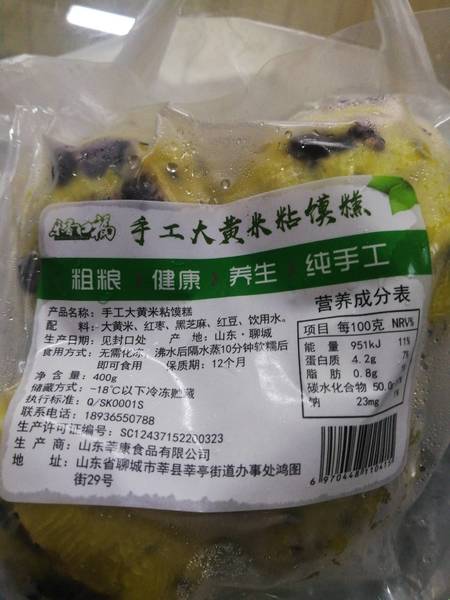 手工大黄米粘馍糕
粗粮 健康 养生 纯手工
产品名称：手工大黄米粘馍糕
配 料：大黄米、红枣、黑芝麻、红豆、饮用水。
生产日期：见封口处 产 地：山东、聊城
食用方式：无需化冻，沸水后隔水蒸10分钟软糯后
即可食用 保质期：12个月
净 含 量：400g
储藏方式：-18℃以下冷冻贮藏
执行标准：Q/SK0001S
联系电话：18936550788
生产许可证编号：SC12437152200323
生 产 商：山东莘康食品有限公司
地 址：山东省聊城市莘县莘亭街道办事处鸿图
街29号
营养成分表
项目 每100克 NRV%
能 量 951kJ 11%
蛋白质 4.2g
脂 肪 0.8g
碳水化合物 50.0
钠 23mg